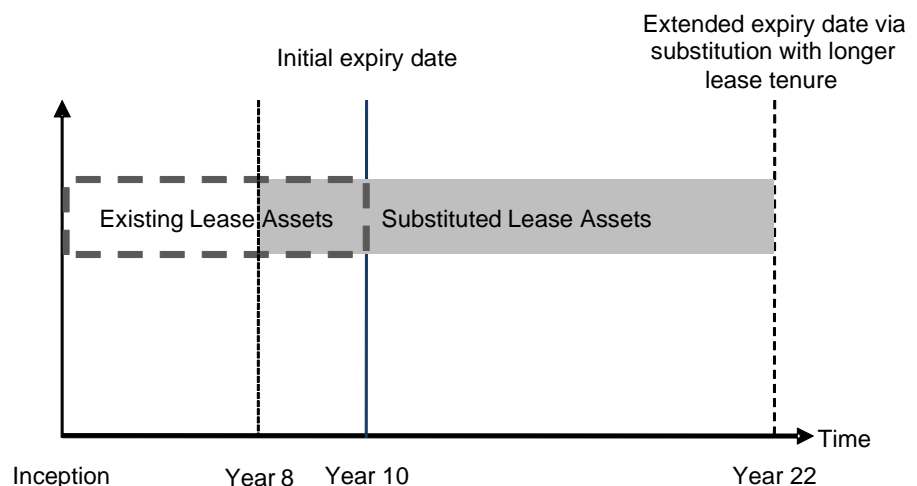 Extended expiry date via
substitution with longer
lease tenure
Initial expiry date
Existing Lease Assets
Substituted Lease Assets
Time
Inception
Year 8
Year 10
Year 22